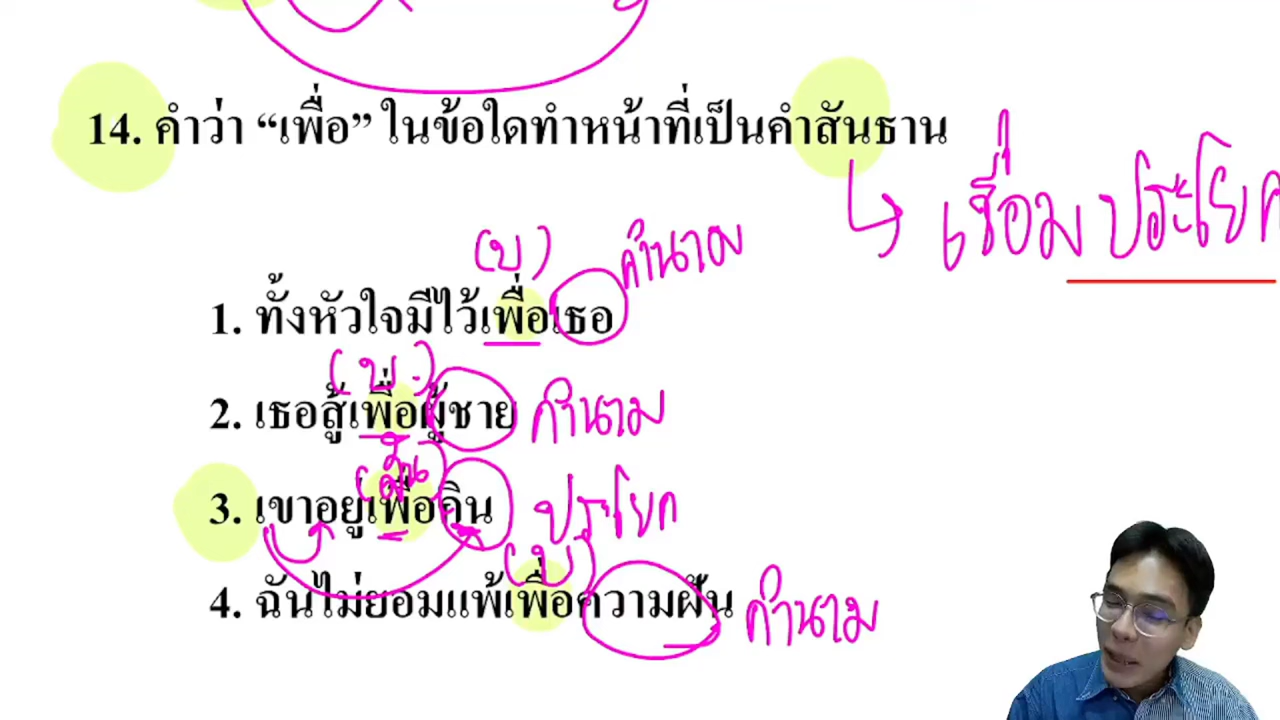 14. คำว่า “เพื่อ” ในข้อใดทำหน้าที่เป็นคำสันธาน
เชื่อม ประโยค
(บ) คำนาม
1. ทั้งหัวใจมีไว้เพื่อเธอ
(บ.)
2. เธอสู้เพื่อผู้ชาย คำนาม
3. เขาอยู่เพื่อคิน ประโยค
(บ)
4. ฉันไม่ยอมแพ้เพื่อความฝัน คำนาม